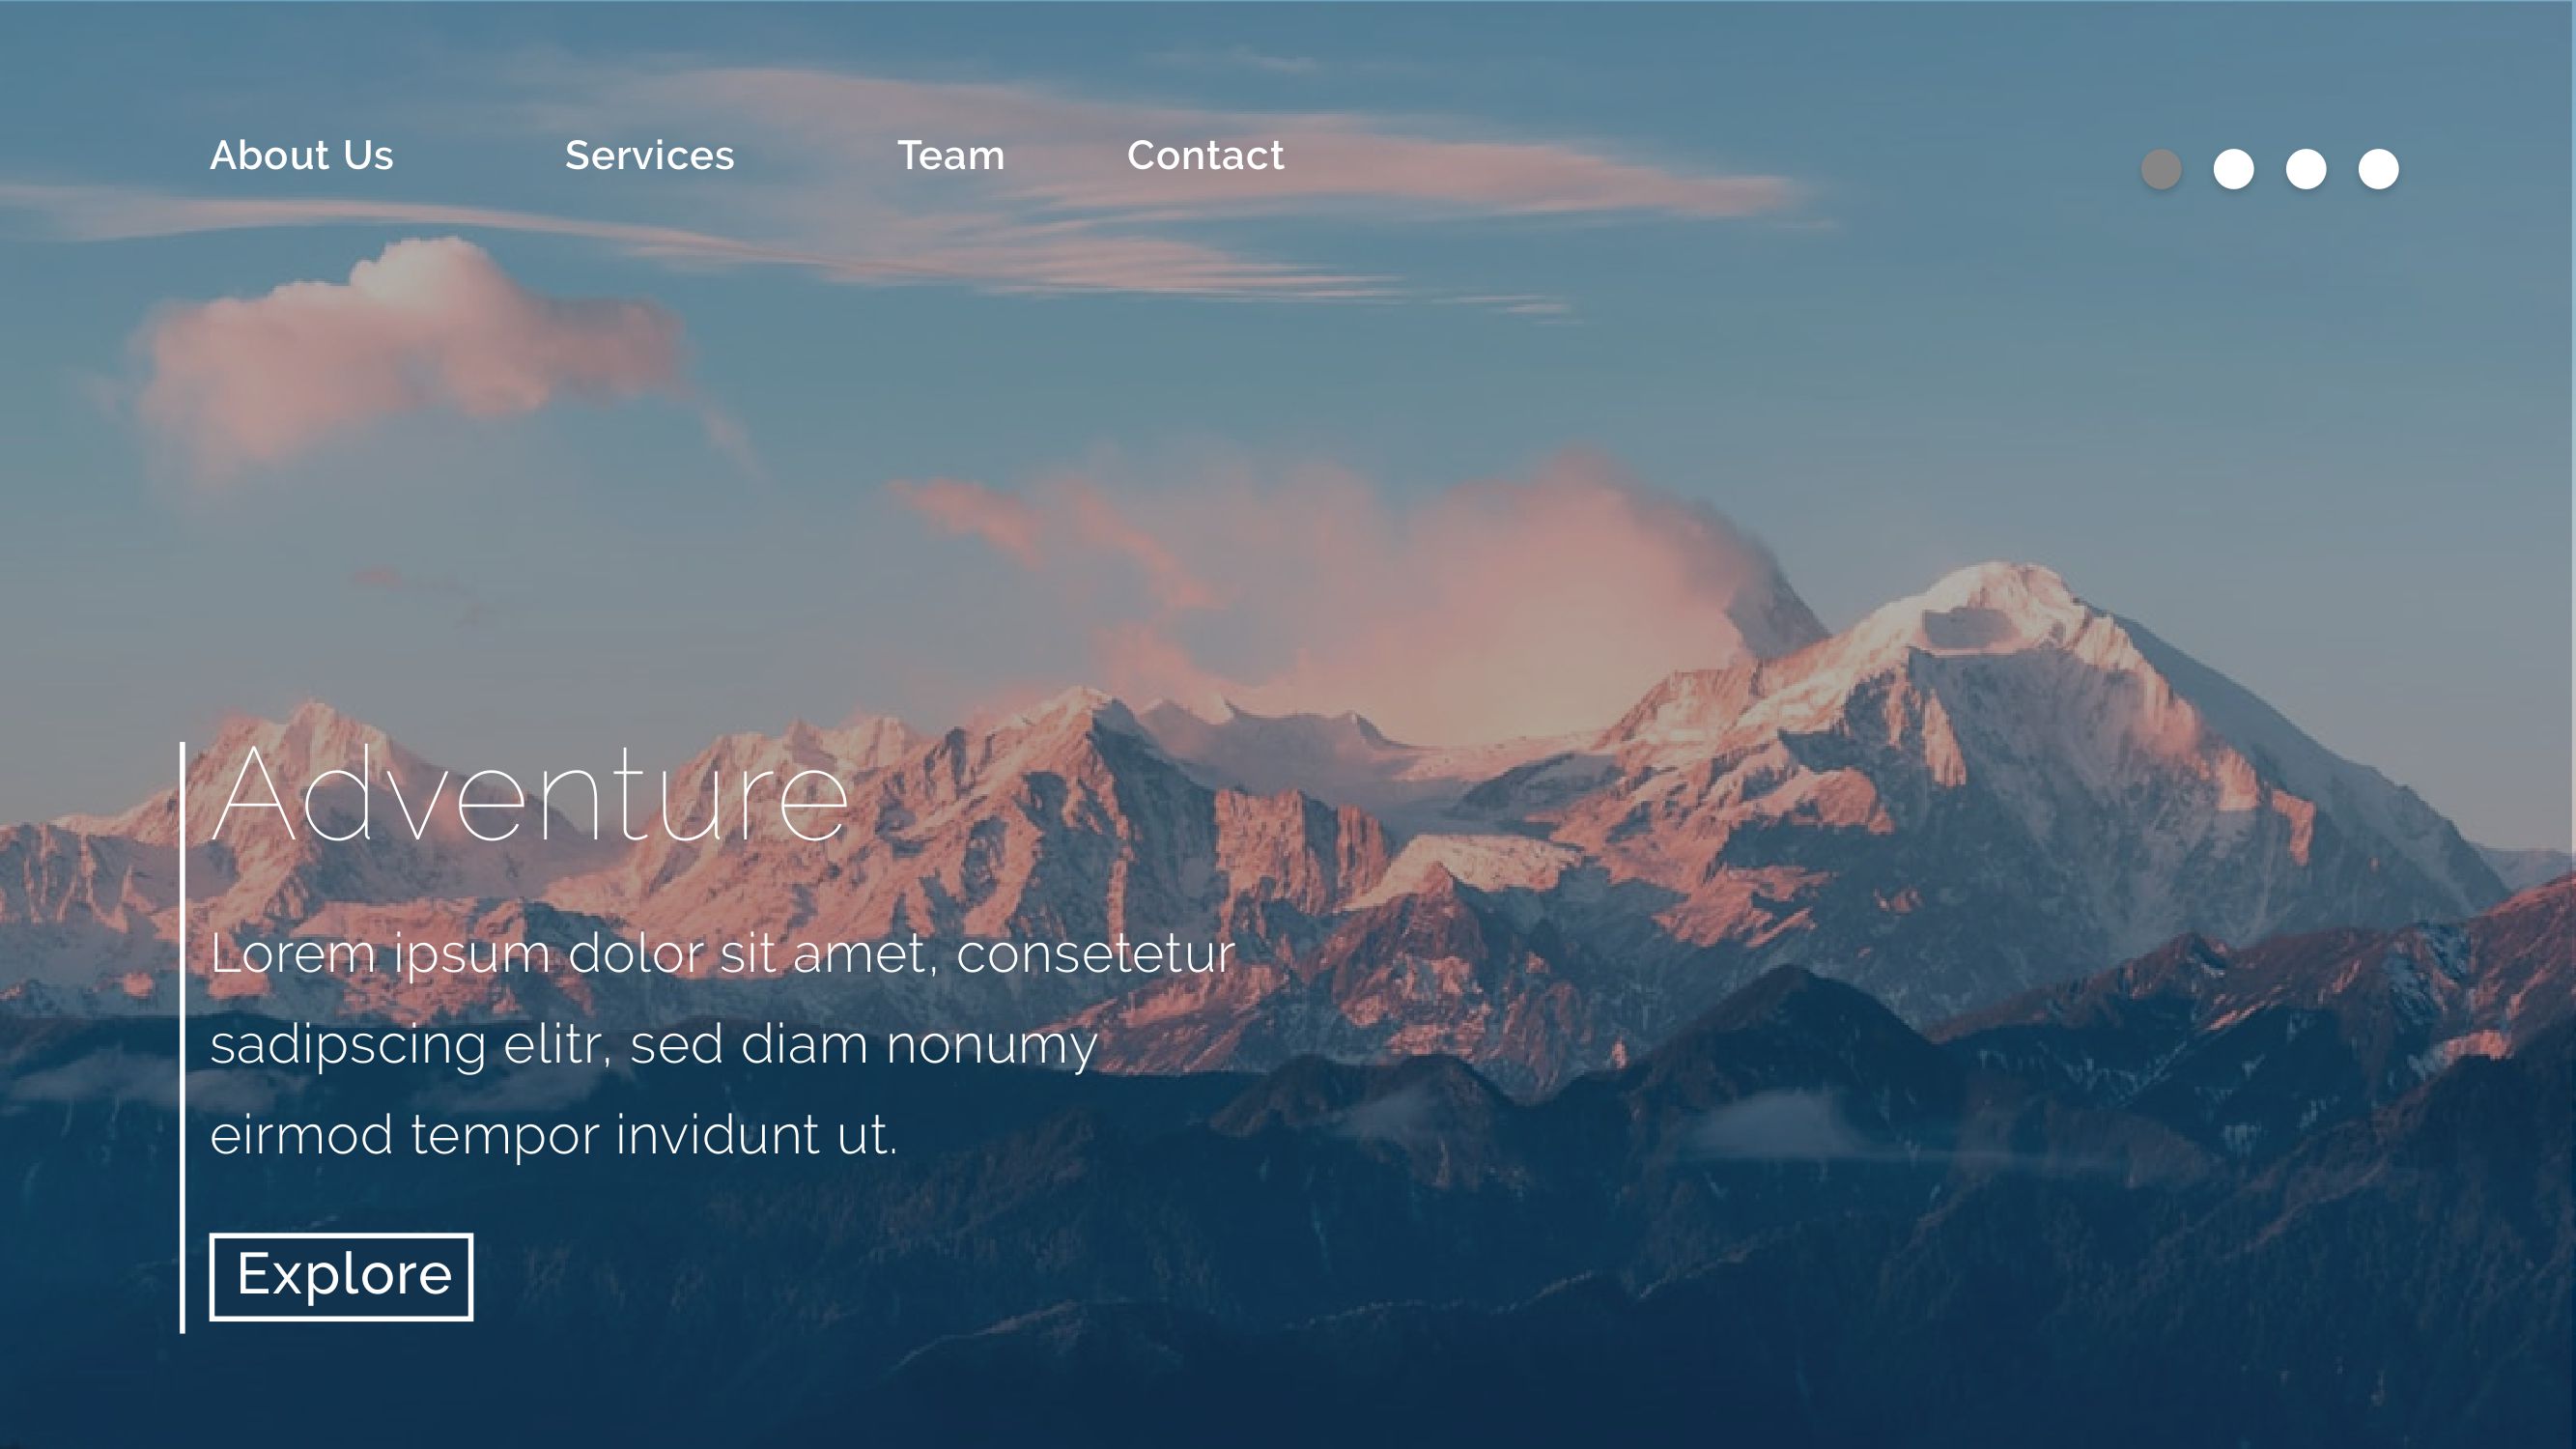 About Us Services Team Contact
Adventure
Lorem ipsum dolor sit amet, consetetur
sadipscing elitr, sed diam nonumy
eirmod tempor invidunt ut.
Explore